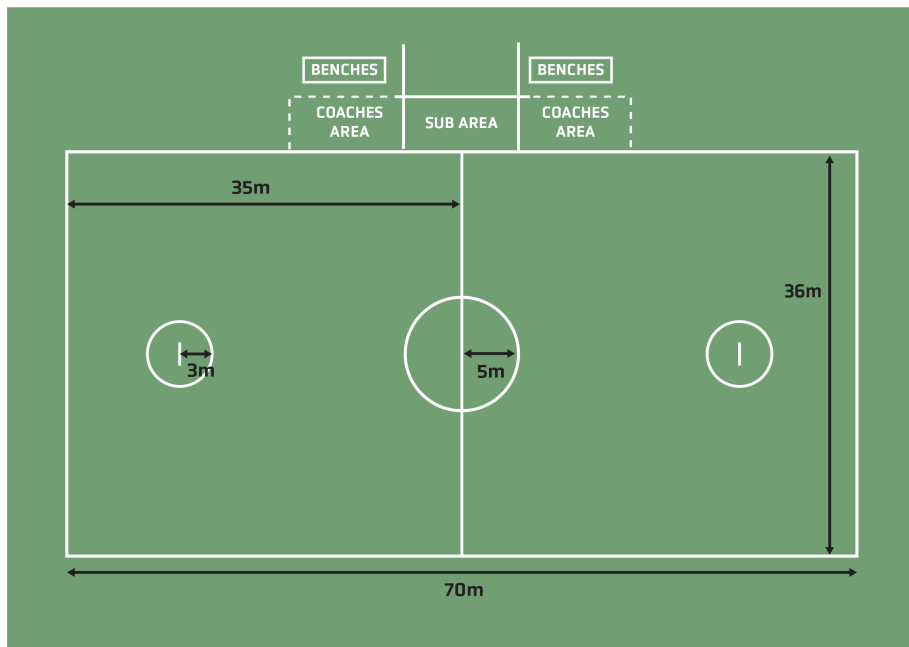 BENCHES
BENCHES
COACHES
AREA
SUB AREA
COACHES
AREA
35m
36m
3m
5m
70m